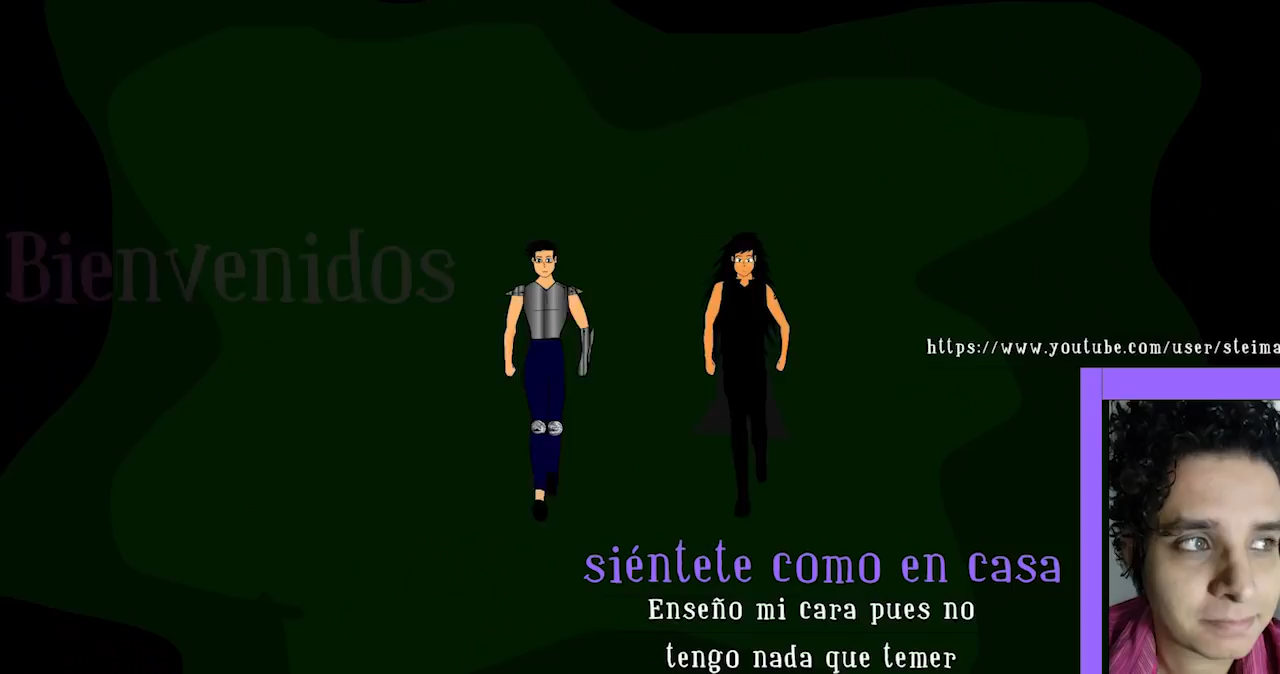 Bienvenidos
https://www.youtube.com/user/steima
siéntete como en casa
Enseño mi cara pues no
tengo nada que temer